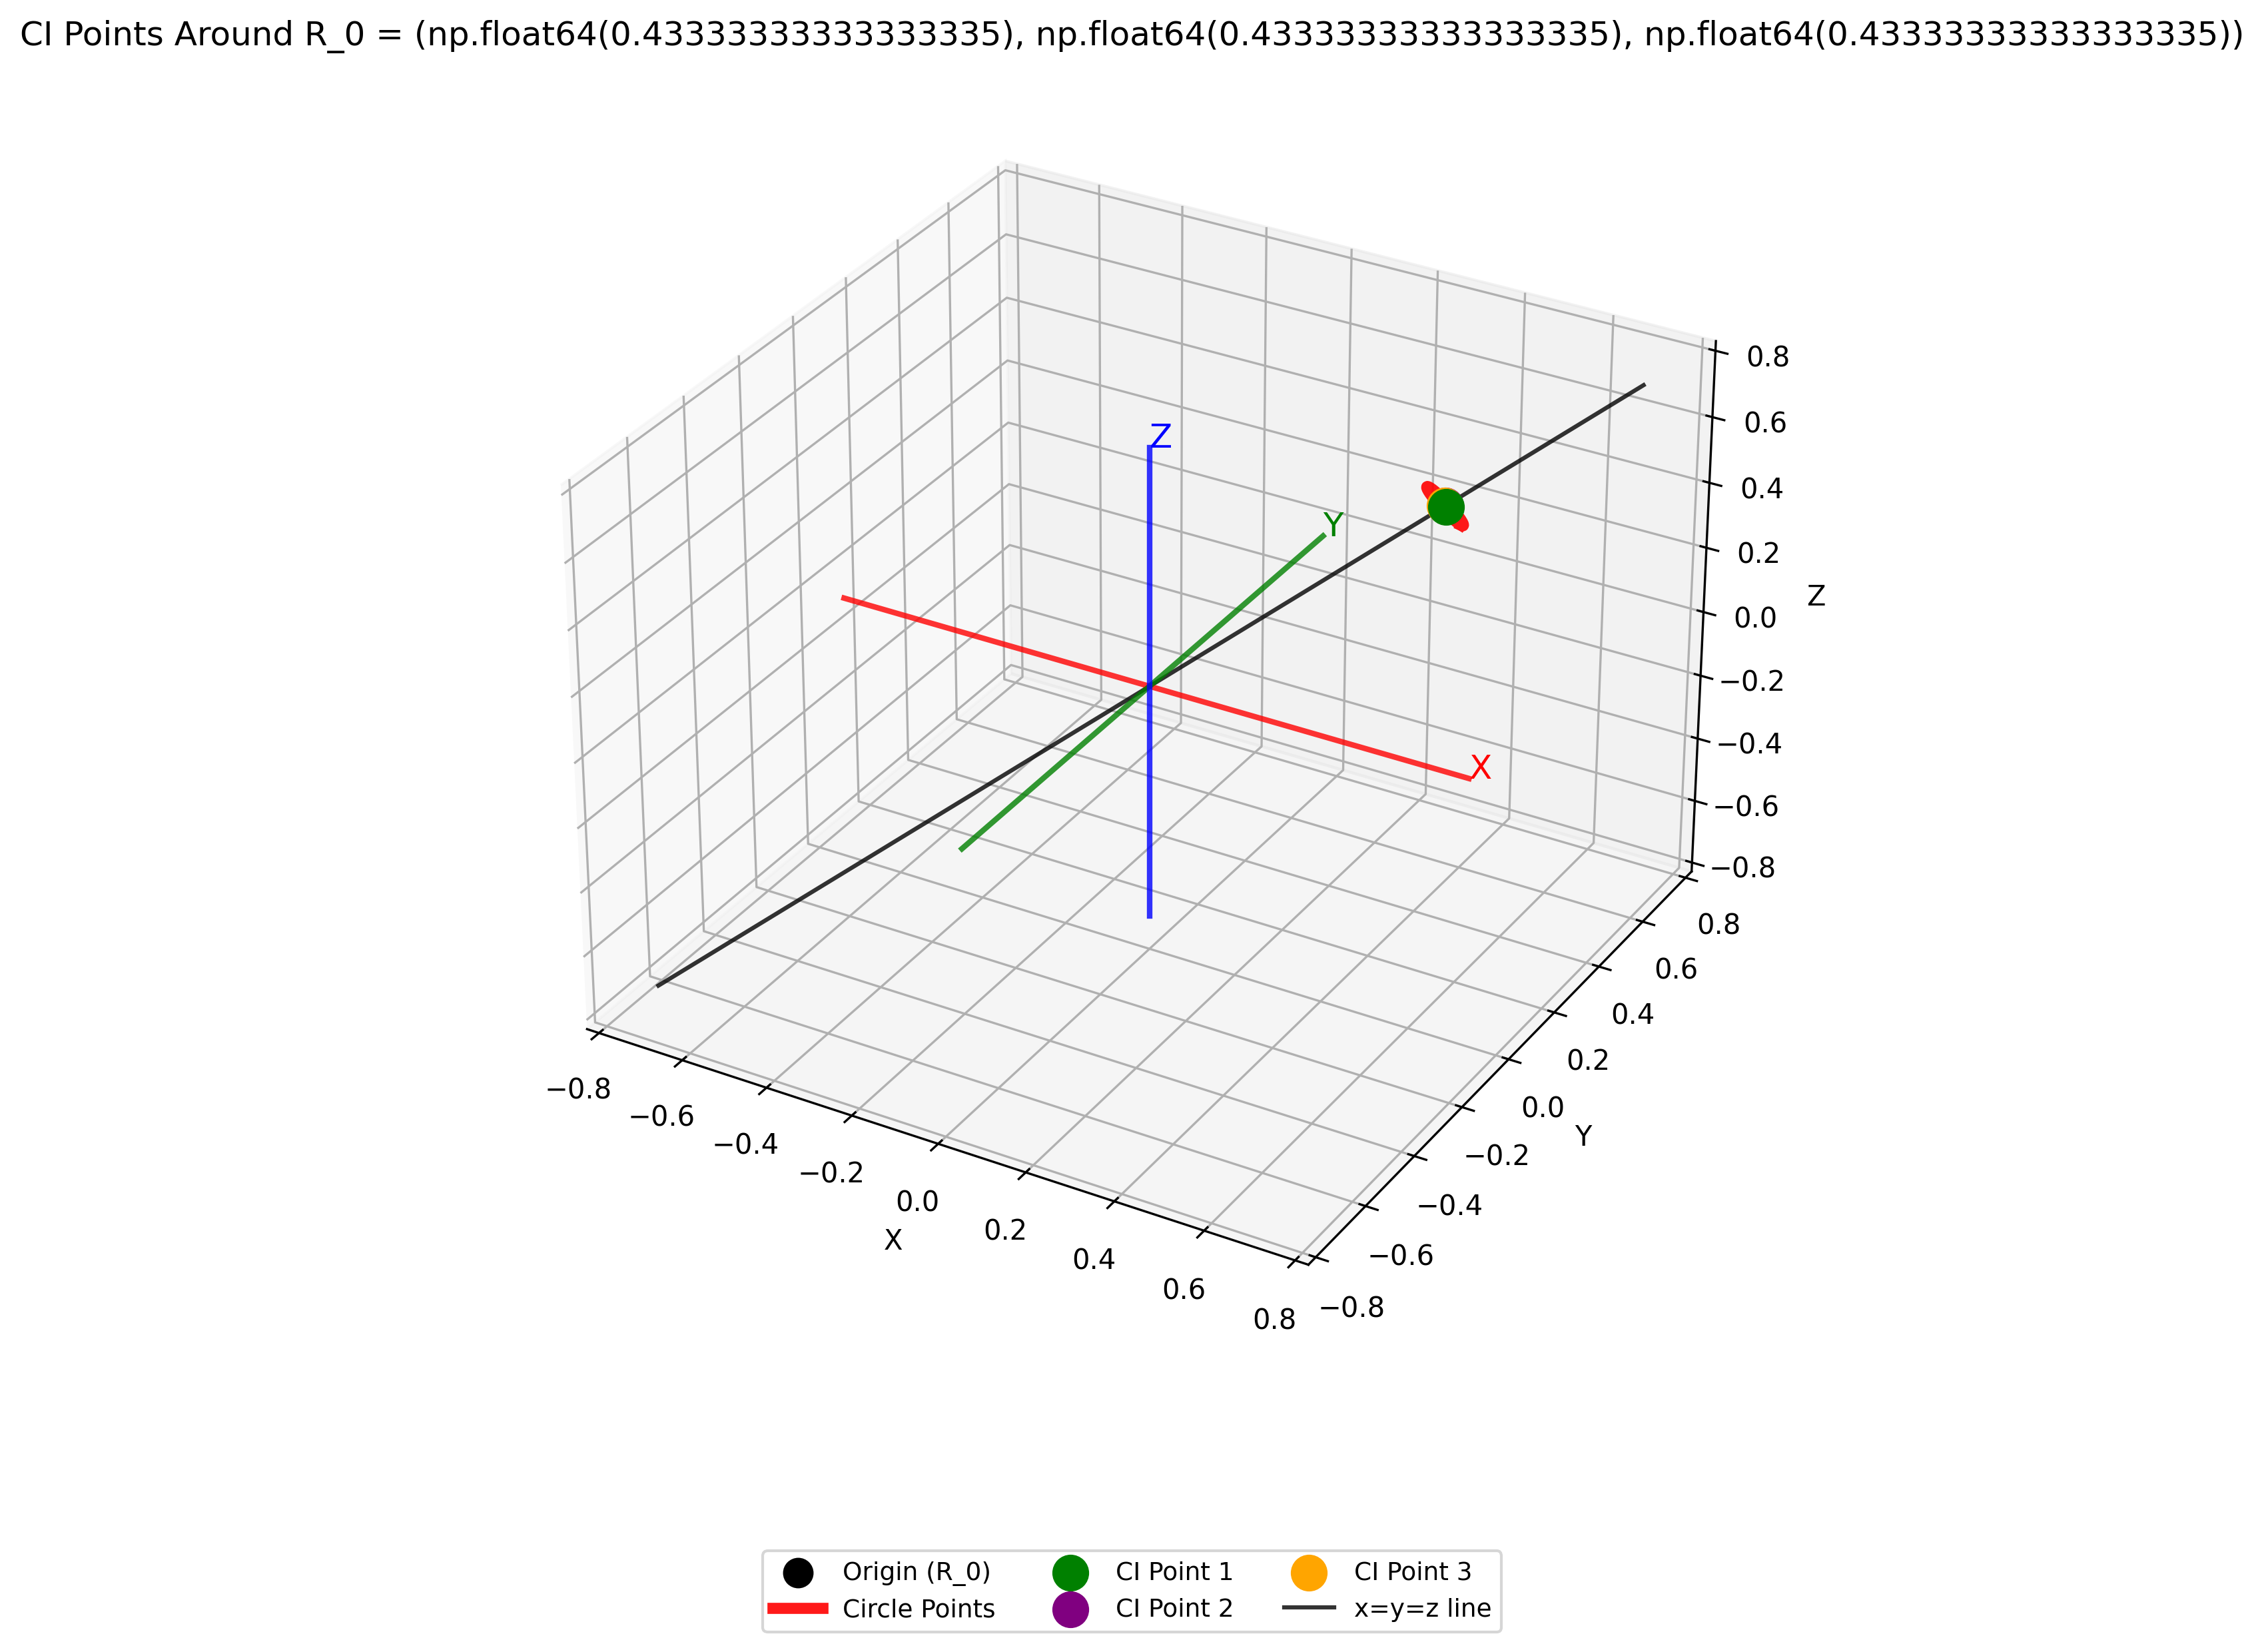 CI Points Around R_0 = (np.float64(0.43333333333333335), np.float64(0.43333333333333335), np.float64(0.43333333333333335))
Z
Y
X
0.8
0.6
0.4
0.2
0.0
−0.2
−0.4
−0.6
−0.8
Z
0.8
0.6
0.4
0.2
0.0
−0.2
−0.4
−0.6
−0.8
Y
−0.8
−0.6
−0.4
−0.2
0.0
0.2
0.4
0.6
0.8
X
Origin (R_0)
Circle Points
CI Point 1
CI Point 2
CI Point 3
x=y=z line